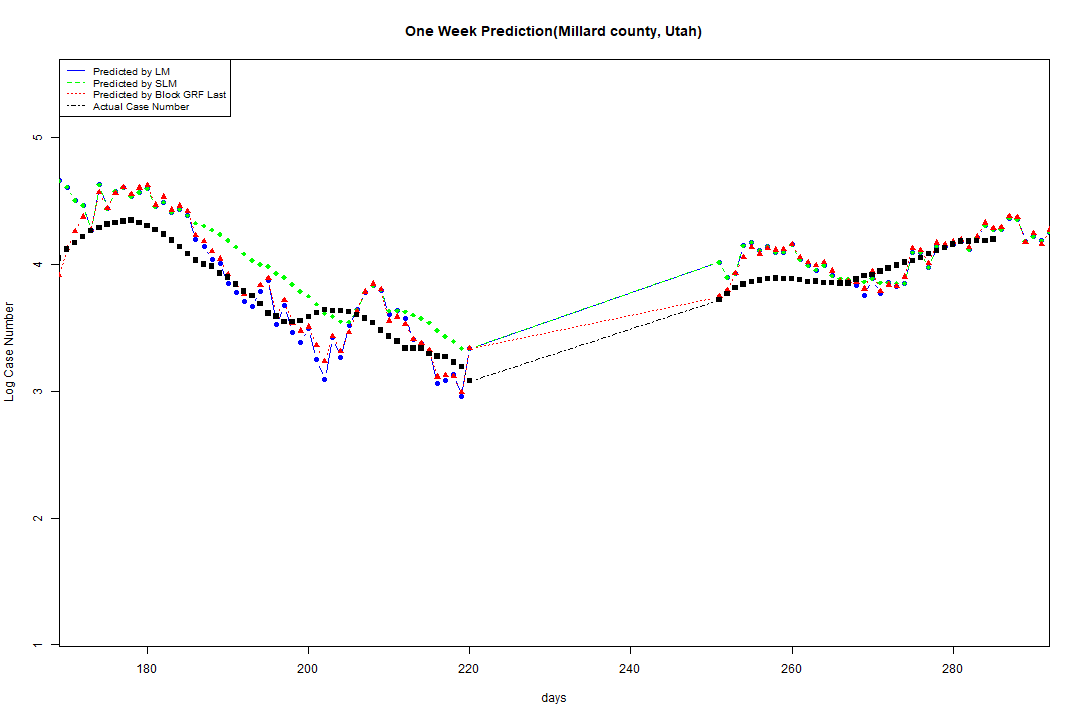 One Week Prediction(Millard county, Utah)
Predicted by LM
Predicted by SLM
Predicted by Block GRF Last
Actual Case Number
5
4
3
2
1
Log Case Number
180 200 220 240 260 280
days